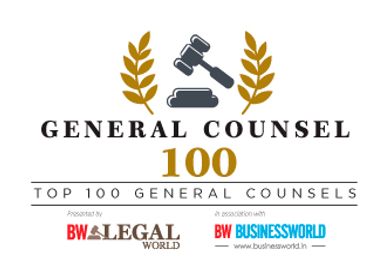 GENERAL COUNSEL
100
TOP 100 GENERAL COUNSELS
Presented by
BW LEGAL
WORLD
In association with
BW BUSINESSWORLD
www.businessworld.in